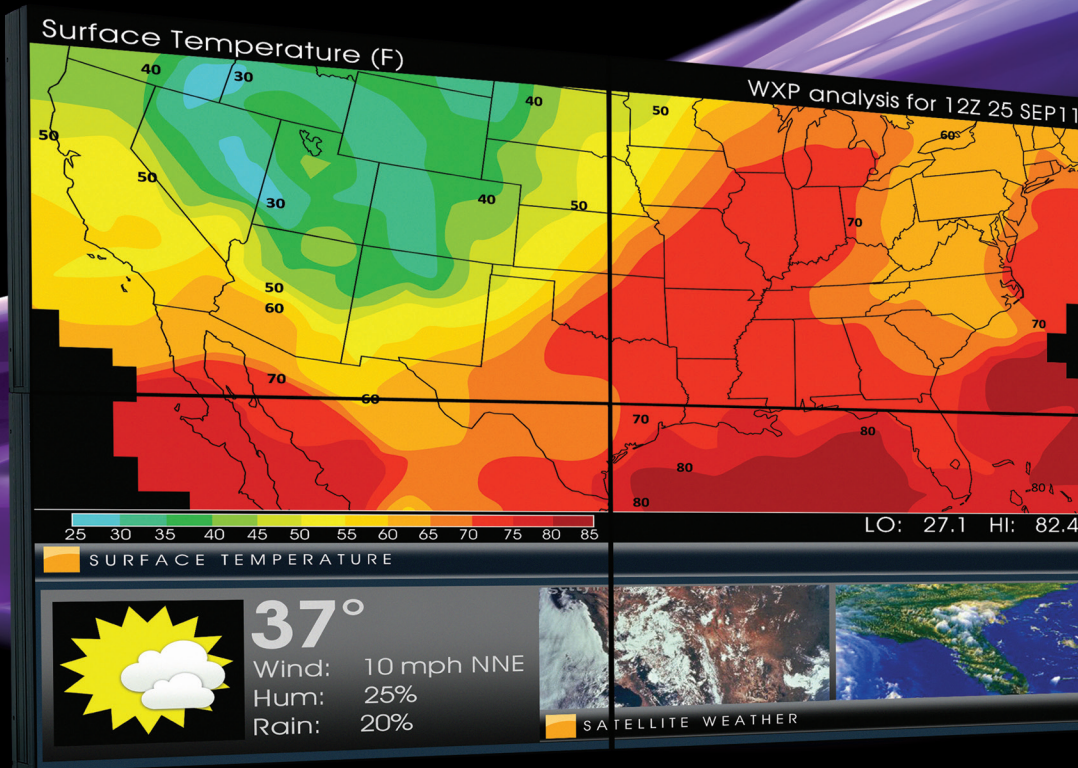 Surface Temperature (F)
WXP analysis for 12Z 25 SEP11
40
30
40
50
60
50
50
30
40
50
70
50
60
70
70
60
70
80
80
80
80
25 30 35 40 45 50 55 60 65 70 75 80 85
LO: 27.1 HI: 82.4
SURFACE TEMPERATURE
37°
Wind: 10 mph NNE
Hum: 25%
Rain: 20%
SATELLITE WEATHER